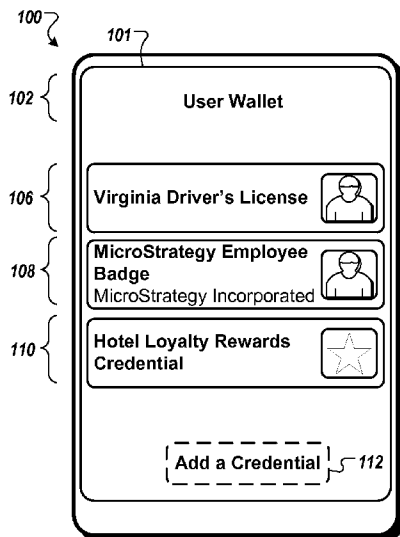 100
101
102
User Wallet
106
Virginia Driver's License
108
MicroStrategy Employee
Badge
MicroStrategy Incorporated
110
Hotel Loyalty Rewards
Credential
Add a Credential
112